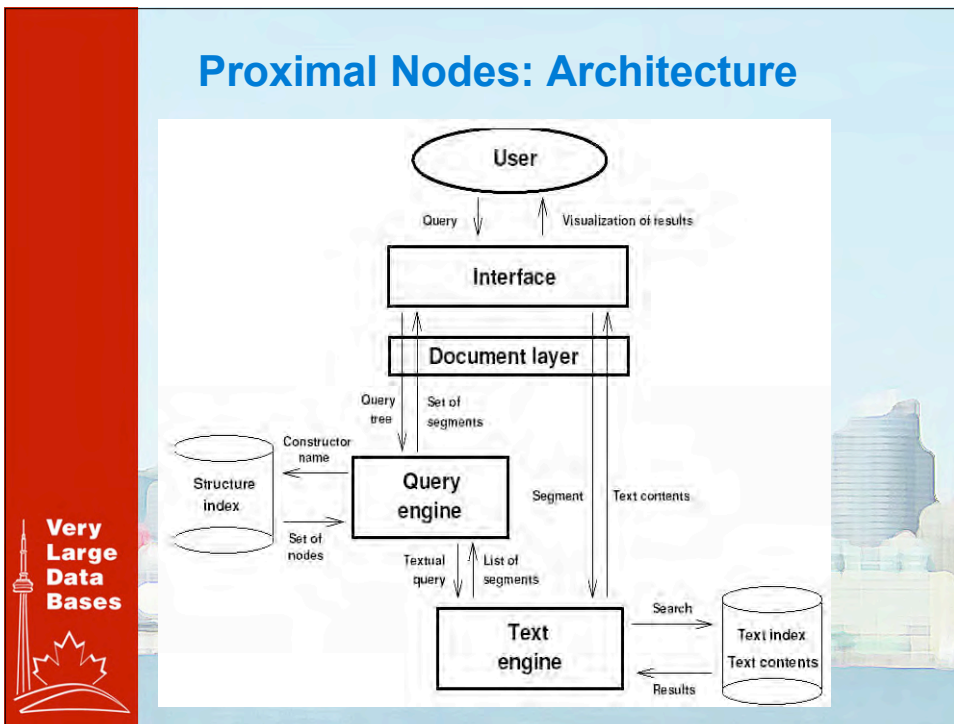 Proximal Nodes: Architecture
User
Query
Visualization of results
Interface
Document layer
Query
tree
Set of
segments
Constructor
name
Structure
index
Query
engine
Segment
Text contents
Set of
nodes
Textual
query
List of
segments
Search
Text
engine
Text index
Text contents
Results
Very
Large
Data
Bases